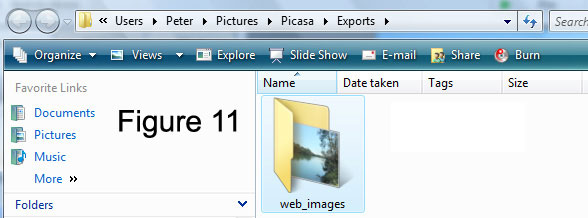 « Users Peter Pictures Picasa Exports Search
Organize Views Explore Slide Show E-mail Share Burn
Favorite Links Name Date taken Tags Size
Documents
Pictures
Music
More »
Figure 11
web_images
Folders